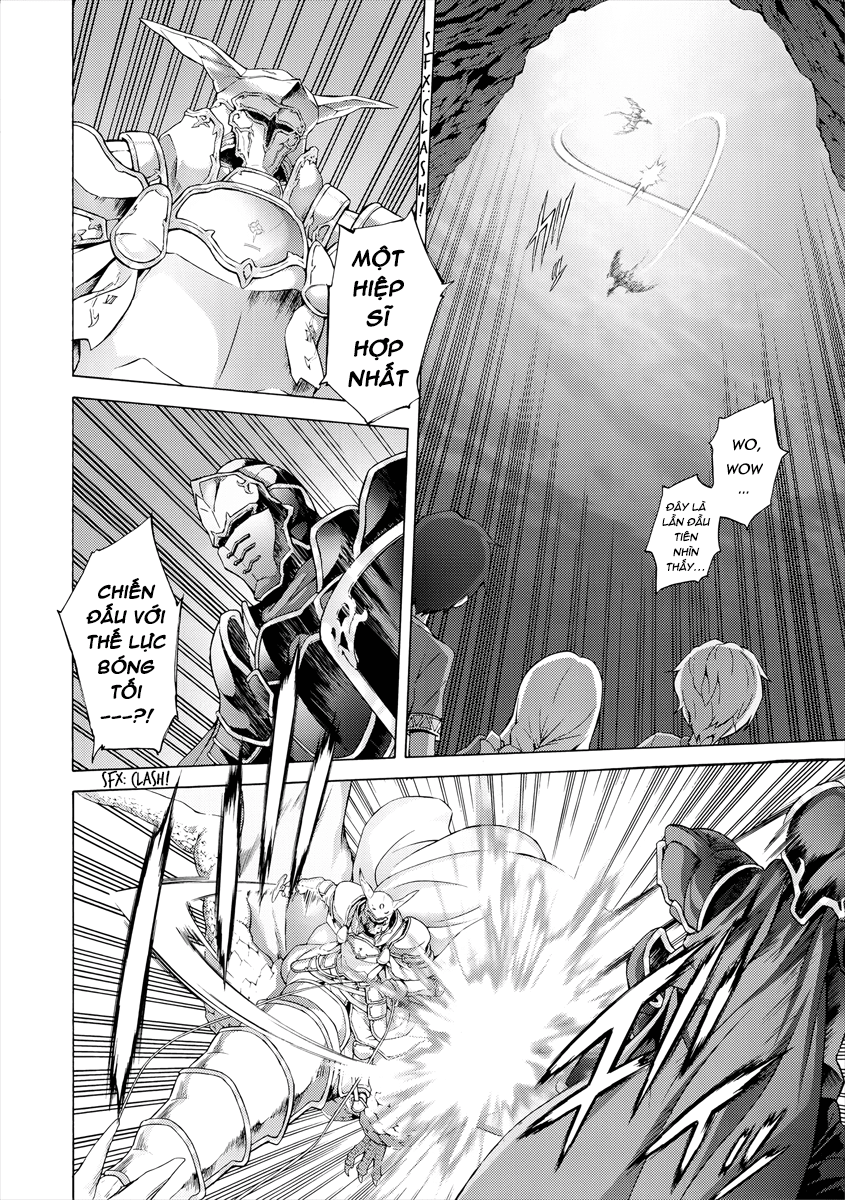 SFX: CLASH!
WO,
WOW
...
ĐÂY LÀ
LẦN ĐẦU
TIÊN
NHÌN
THẤY...
MỘT
HIỆP
SĨ
HỢP
NHẤT
CHIẾN
ĐẤU VỚI
THẾ LỰC
BÓNG
TỐI
---?!
SFX: CLASH!